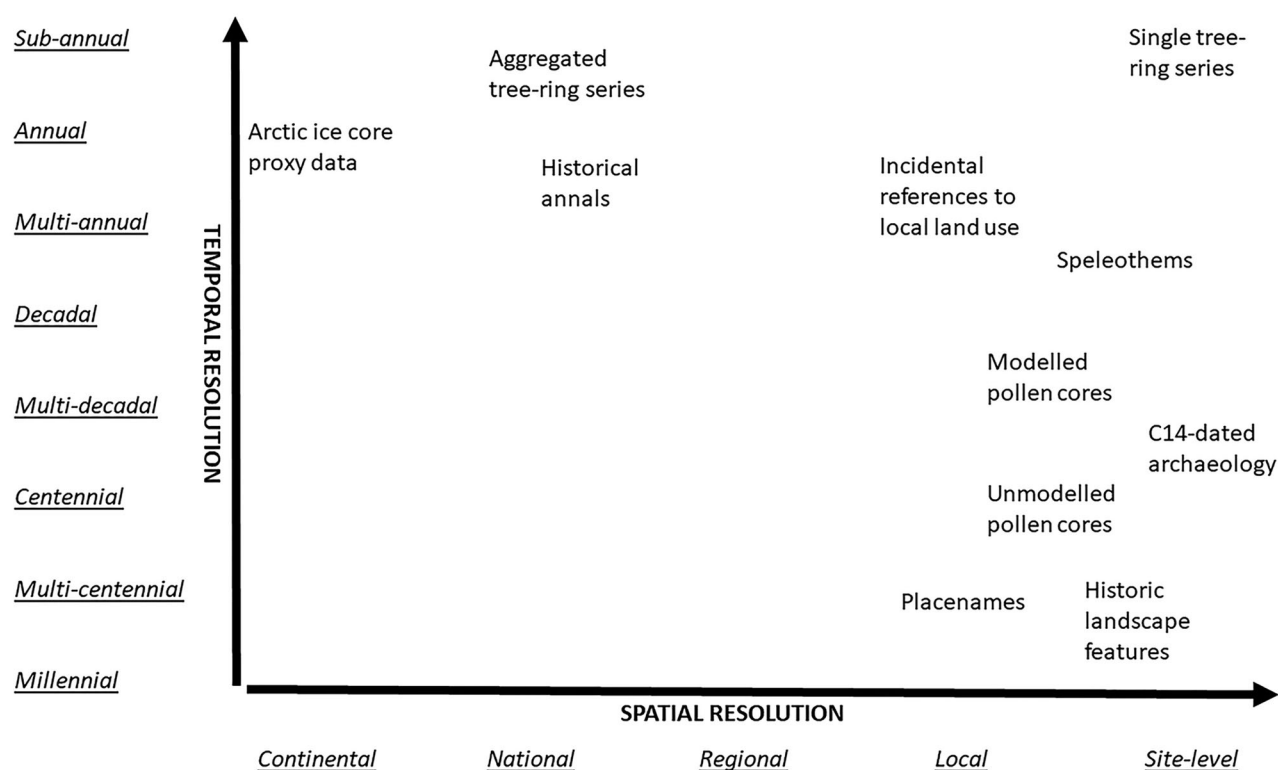 Sub-annual
Annual
Multi-annual
Decadal
Multi-decadal
Centennial
Multi-centennial
Millennial
TEMPORAL RESOLUTION
Aggregated
tree-ring series
Single tree-
ring series
Arctic ice core
proxy data
Historical
annals
Incidental
references to
local land use
Speleothems
Modelled
pollen cores
C14-dated
archaeology
Unmodelled
pollen cores
Placenames
Historic
landscape
features
SPATIAL RESOLUTION
Continental
National
Regional
Local
Site-level